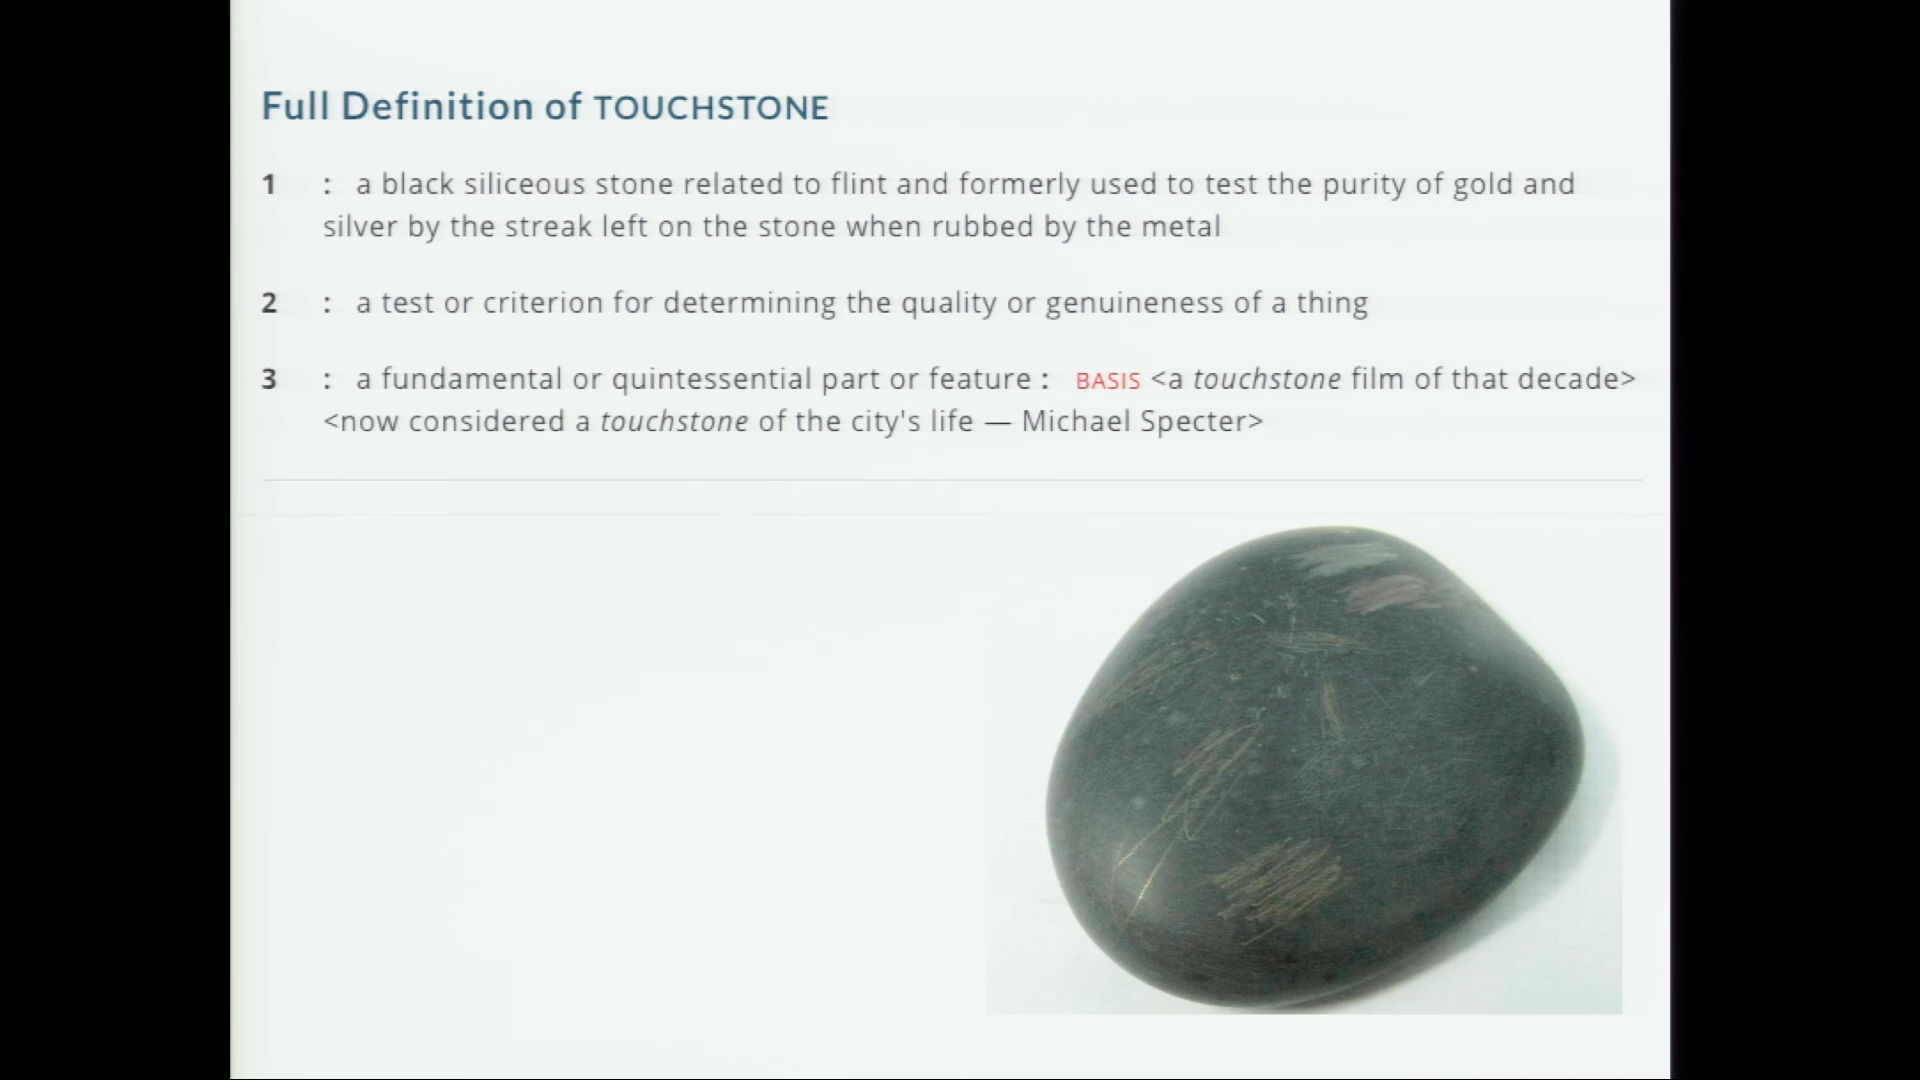 Full Definition of TOUCHSTONE
1 : a black siliceous stone related to flint and formerly used to test the purity of gold and
silver by the streak left on the stone when rubbed by the metal
2 : a test or criterion for determining the quality or genuineness of a thing
3 : a fundamental or quintessential part or feature : BASIS <a touchstone film of that decade>
<now considered a touchstone of the city's life — Michael Specter>